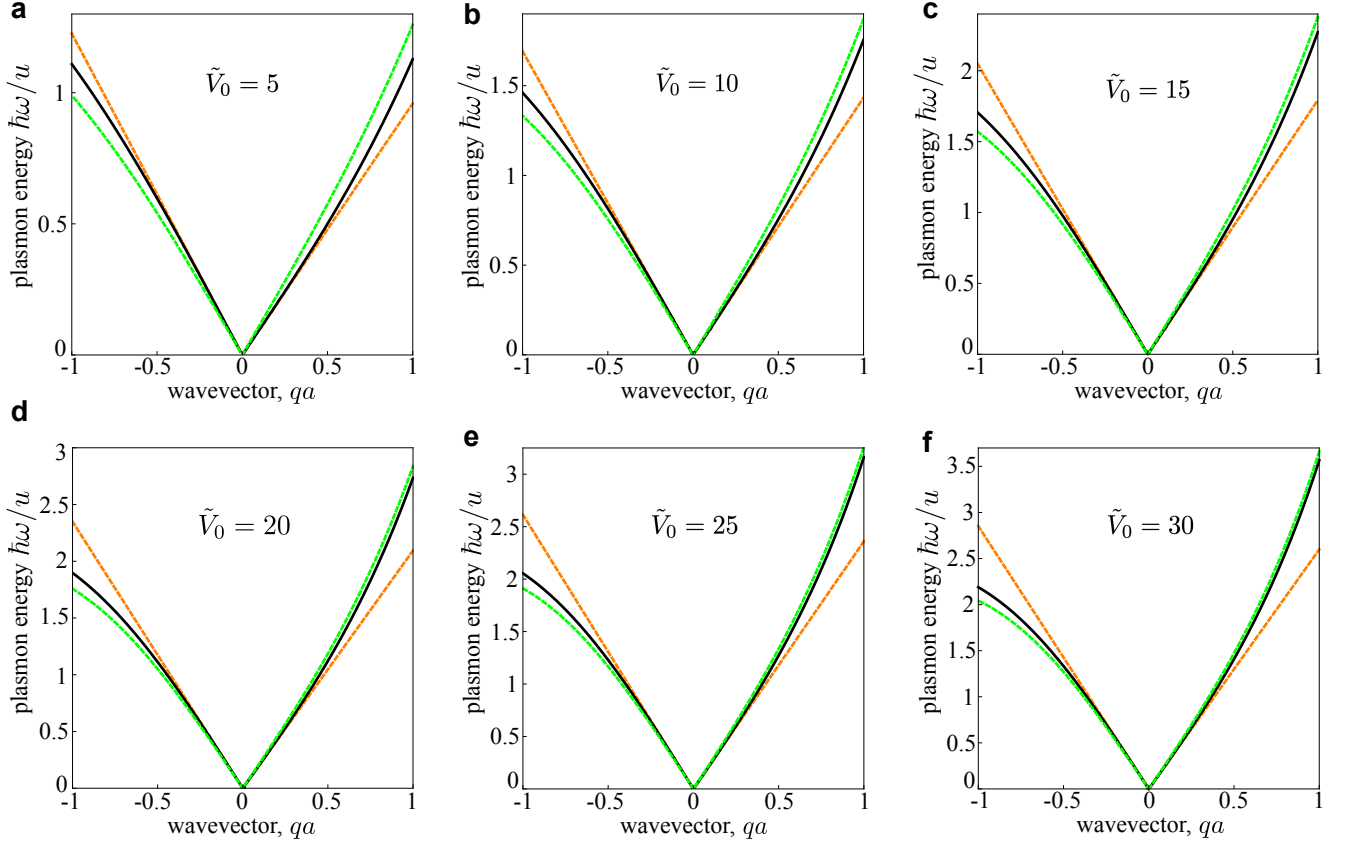 a
plasmon energy ħω/u
1
0.5
0
Ṽ₀ = 5
-1 -0.5 0 0.5 1
wavevector, qa
b
plasmon energy ħω/u
1.5
1
0.5
0
Ṽ₀ = 10
-1 -0.5 0 0.5 1
wavevector, qa
c
plasmon energy ħω/u
2
1.5
1
0.5
0
Ṽ₀ = 15
-1 -0.5 0 0.5 1
wavevector, qa
d
plasmon energy ħω/u
3
2.5
2
1.5
1
0.5
0
Ṽ₀ = 20
-1 -0.5 0 0.5 1
wavevector, qa
e
plasmon energy ħω/u
3
2.5
2
1.5
1
0.5
0
Ṽ₀ = 25
-1 -0.5 0 0.5 1
wavevector, qa
f
plasmon energy ħω/u
3.5
3
2.5
2
1.5
1
0.5
0
Ṽ₀ = 30
-1 -0.5 0 0.5 1
wavevector, qa